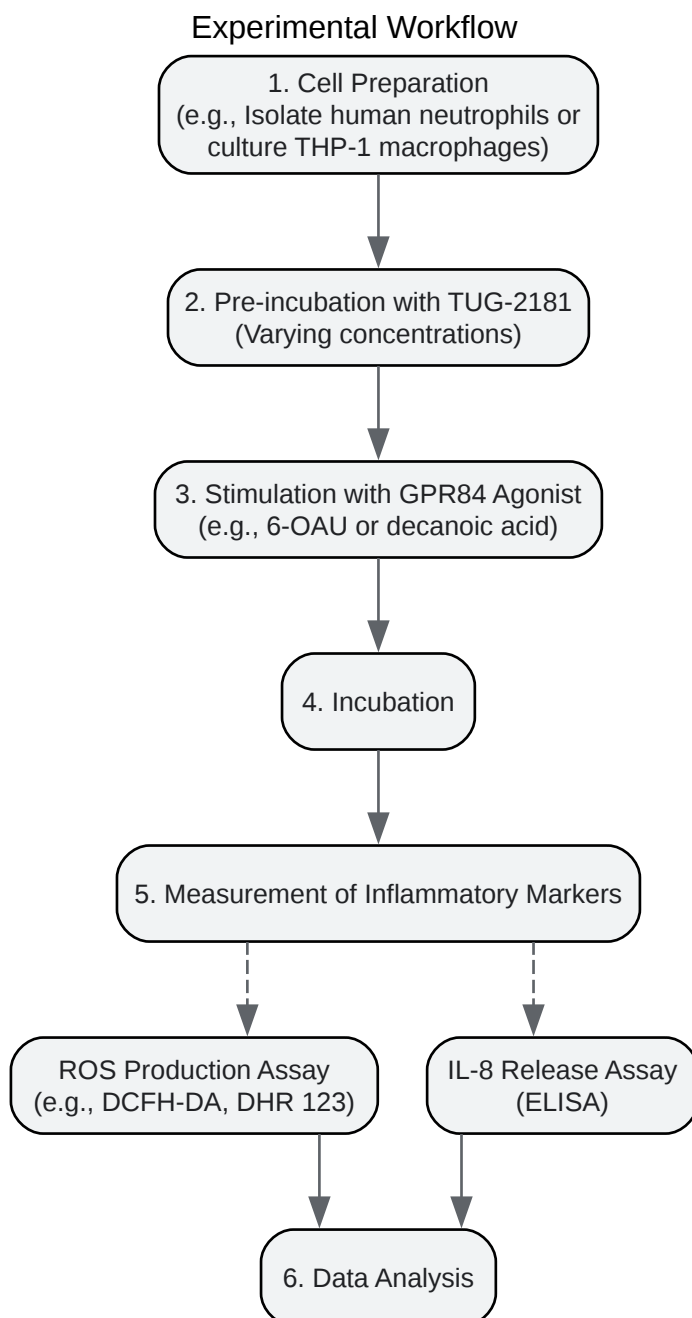 Experimental Workflow
1. Cell Preparation
(e.g., Isolate human neutrophils or
culture THP-1 macrophages)
2. Pre-incubation with TUG-2181
(Varying concentrations)
3. Stimulation with GPR84 Agonist
(e.g., 6-OAU or decanoic acid)
4. Incubation
5. Measurement of Inflammatory Markers
ROS Production Assay
(e.g., DCFH-DA, DHR 123)
IL-8 Release Assay
(ELISA)
6. Data Analysis